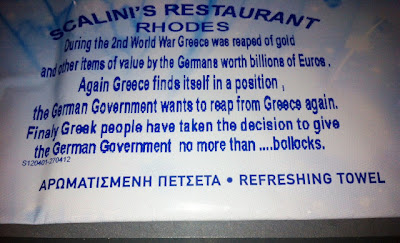 SCALINI'S RESTAURANT
RHODES
During the 2nd World War Greece was reaped of gold
and other items of value by the Germans worth billions of Euros.
Again Greece finds itself in a position ,
the German Government wants to reap from Greece again.
Finaly Greek people have taken the decision to give
the German Government no more than ....bollocks.
S120401-270412
ΑΡΩΜΑΤΙΣΜΕΝΗ ΠΕΤΣΕΤΑ • REFRESHING TOWEL